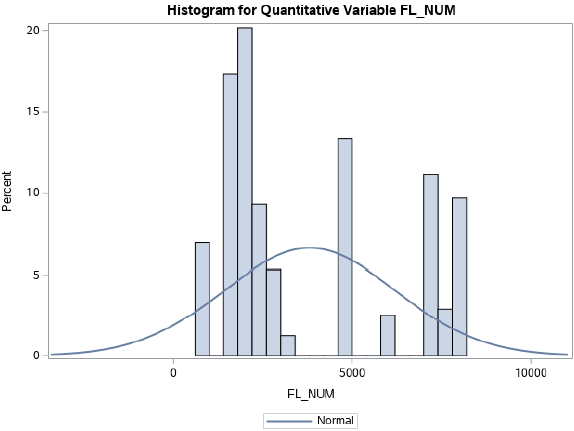 Histogram for Quantitative Variable FL_NUM
20
15
10
5
0
Percent
0 5000 10000
FL_NUM
Normal